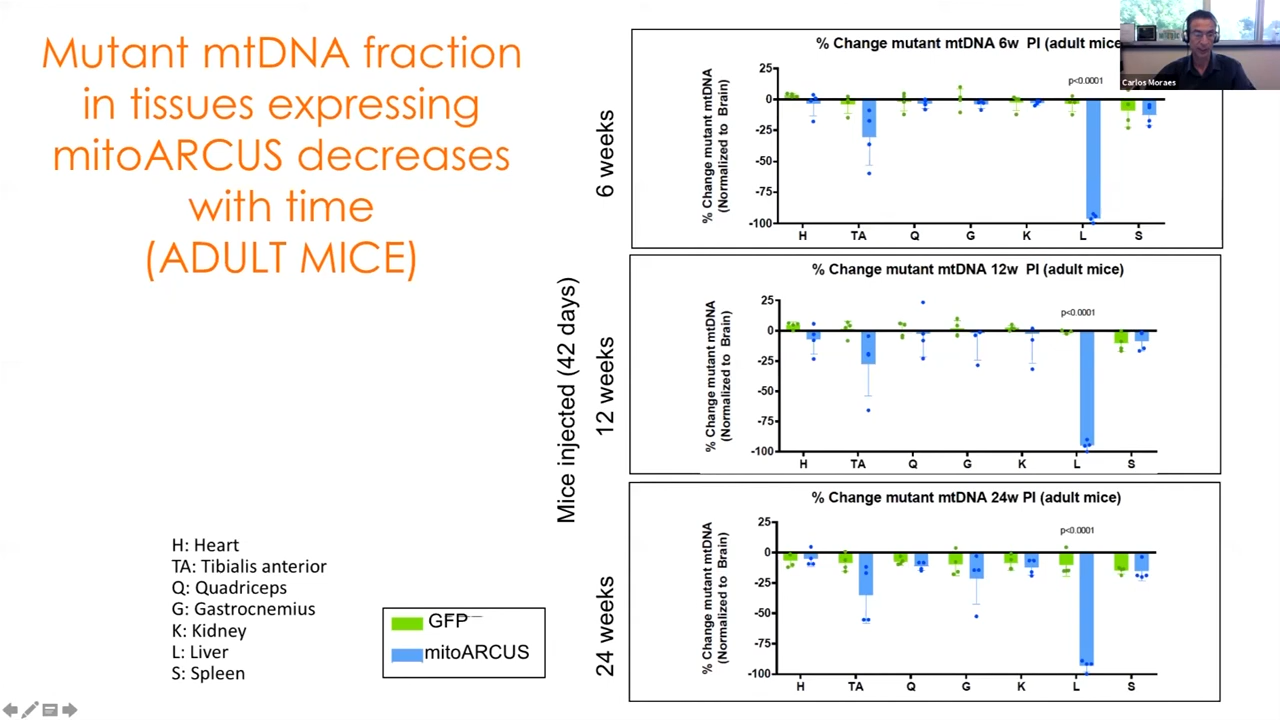 Mutant mtDNA fraction
in tissues expressing
mitoARCUS decreases
with time
(ADULT MICE)
H: Heart
TA: Tibialis anterior
Q: Quadriceps
G: Gastrocnemius
K: Kidney
L: Liver
S: Spleen
GFP
mitoARCUS
Mice injected (42 days)
6 weeks
12 weeks
24 weeks
% Change mutant mtDNA 6w PI (adult mice
% Change mutant mtDNA
(Normalized to Brain)
25
0
-25
-50
-75
-100
p<0.0001
H TA Q G K L S
% Change mutant mtDNA 12w PI (adult mice)
% Change mutant mtDNA
(Normalized to Brain)
25
0
-25
-50
-75
-100
p<0.0001
H TA Q G K L S
% Change mutant mtDNA 24w PI (adult mice)
% Change mutant mtDNA
(Normalized to Brain)
25
0
-25
-50
-75
-100
p<0.0001
H TA Q G K L S
Carlos Moraes